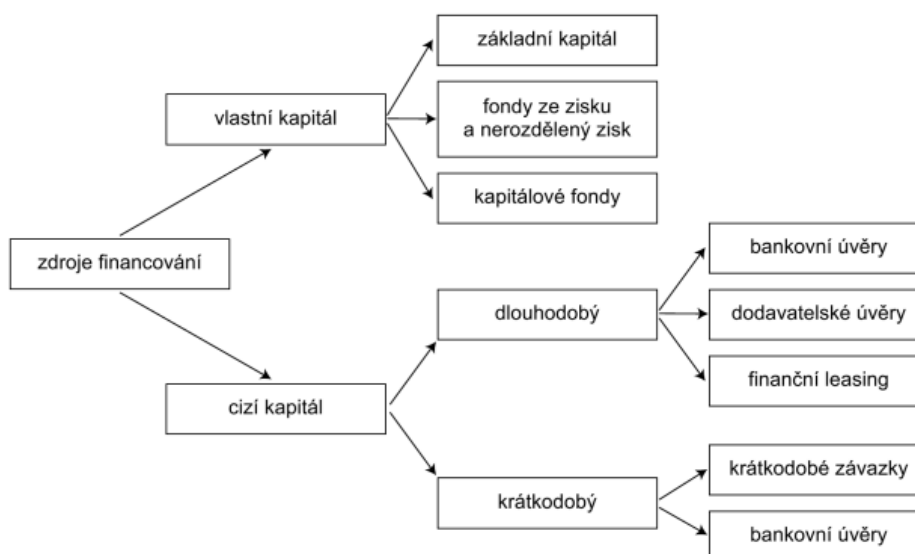 základní kapitál
vlastní kapitál
fondy ze zisku
a nerozdělený zisk
kapitálové fondy
zdroje financování
bankovní úvěry
dlouhodobý
dodavatelské úvěry
finanční leasing
cizí kapitál
krátkodobé závazky
krátkodobý
bankovní úvěry